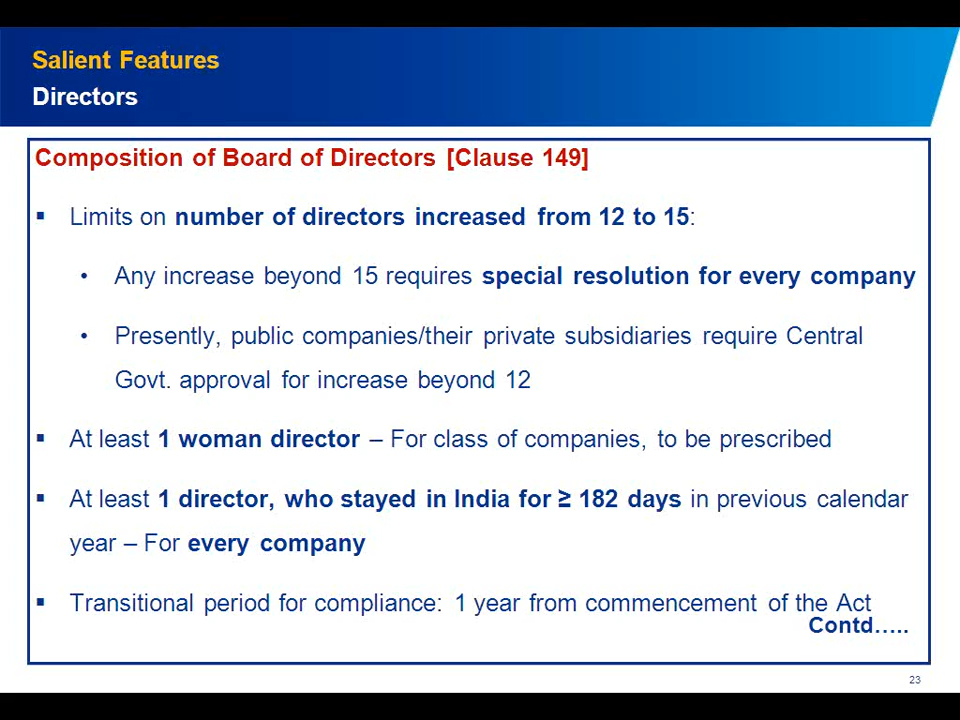 Salient Features
Directors
Composition of Board of Directors [Clause 149]
▪ Limits on number of directors increased from 12 to 15:
• Any increase beyond 15 requires special resolution for every company
• Presently, public companies/their private subsidiaries require Central
Govt. approval for increase beyond 12
▪ At least 1 woman director – For class of companies, to be prescribed
▪ At least 1 director, who stayed in India for ≥ 182 days in previous calendar
year – For every company
▪ Transitional period for compliance: 1 year from commencement of the Act
Contd…..
23